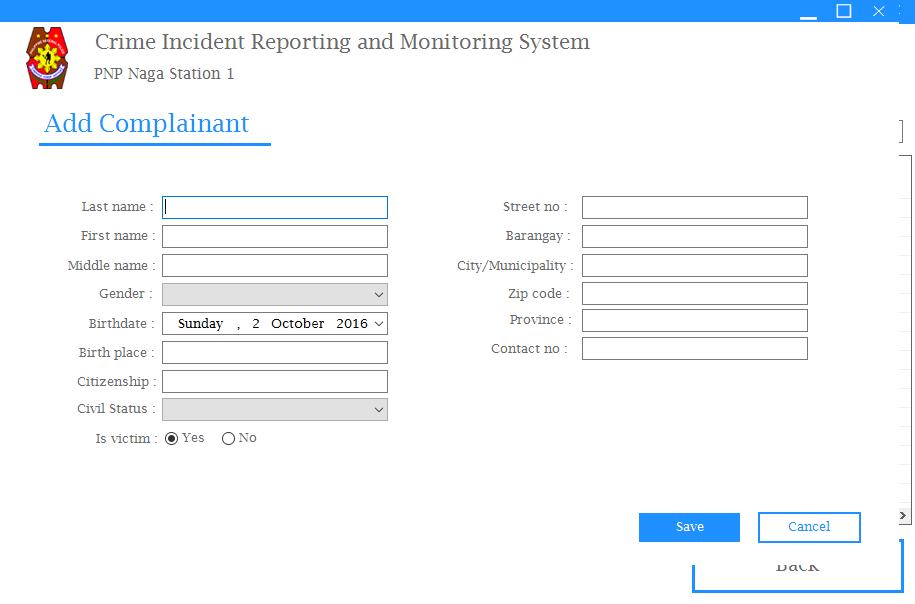 Crime Incident Reporting and Monitoring System
PNP Naga Station 1
Add Complainant
Last name :
First name :
Middle name :
Gender :
Birthdate : Sunday , 2 October 2016
Birth place :
Citizenship :
Civil Status :
Is victim : Yes No
Street no :
Barangay :
City/Municipality :
Zip code :
Province :
Contact no :
Save Cancel
Back